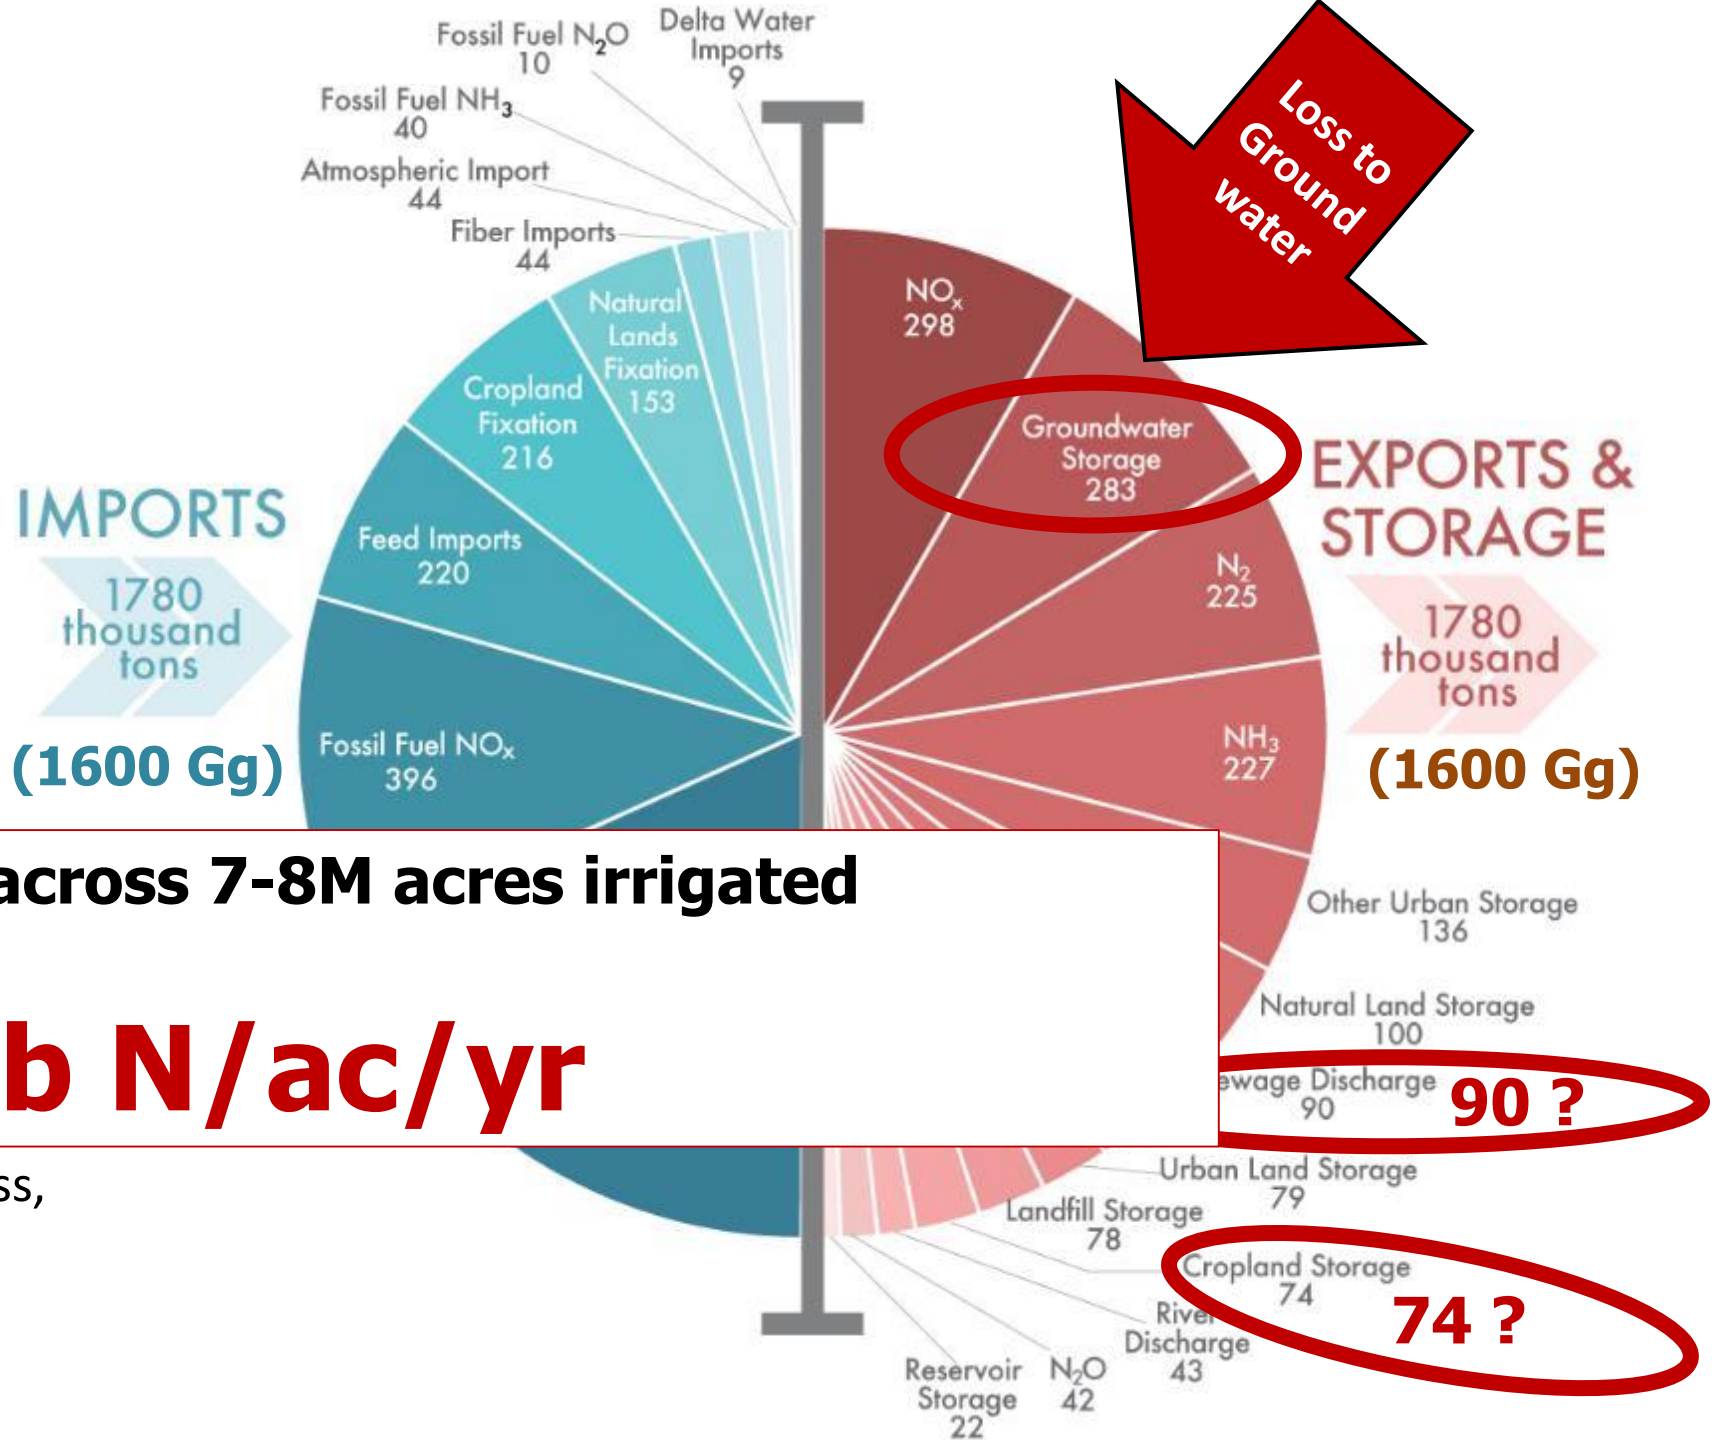 Fossil Fuel N₂O
10
Delta Water
Imports
9
Fossil Fuel NH₃
40
Atmospheric Import
44
Fiber Imports
44
Natural
Lands
Fixation
153
Cropland
Fixation
216
Feed Imports
220
Fossil Fuel NOₓ
396
IMPORTS
1780
thousand
tons
(1600 Gg)
Loss to
Ground
water
NOₓ
298
Groundwater
Storage
283
N₂
225
NH₃
227
EXPORTS &
STORAGE
1780
thousand
tons
(1600 Gg)
across 7-8M acres irrigated
b N/ac/yr
ss,
Other Urban Storage
136
Natural Land Storage
100
ewage Discharge
90
90 ?
Urban Land Storage
79
Landfill Storage
78
Cropland Storage
74
74 ?
River
Discharge
43
N₂O
42
Reservoir
Storage
22